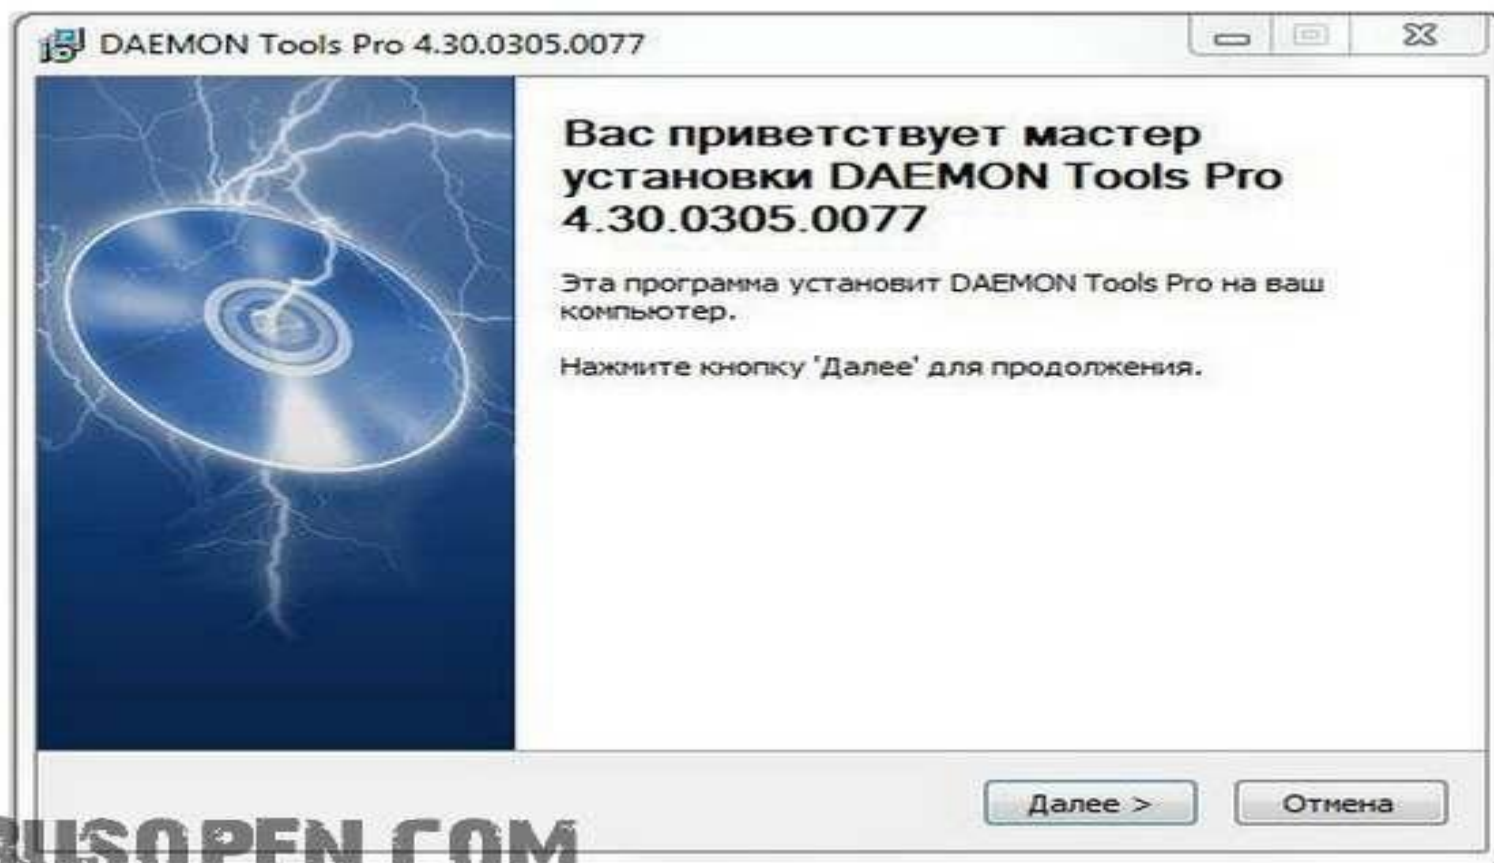 DAEMON Tools Pro 4.30.0305.0077
Вас приветствует мастер
установки DAEMON Tools Pro
4.30.0305.0077
Эта программа установит DAEMON Tools Pro на ваш
компьютер.
Нажмите кнопку 'Далее' для продолжения.
Далее >
Отмена
RUSOPEN.COM